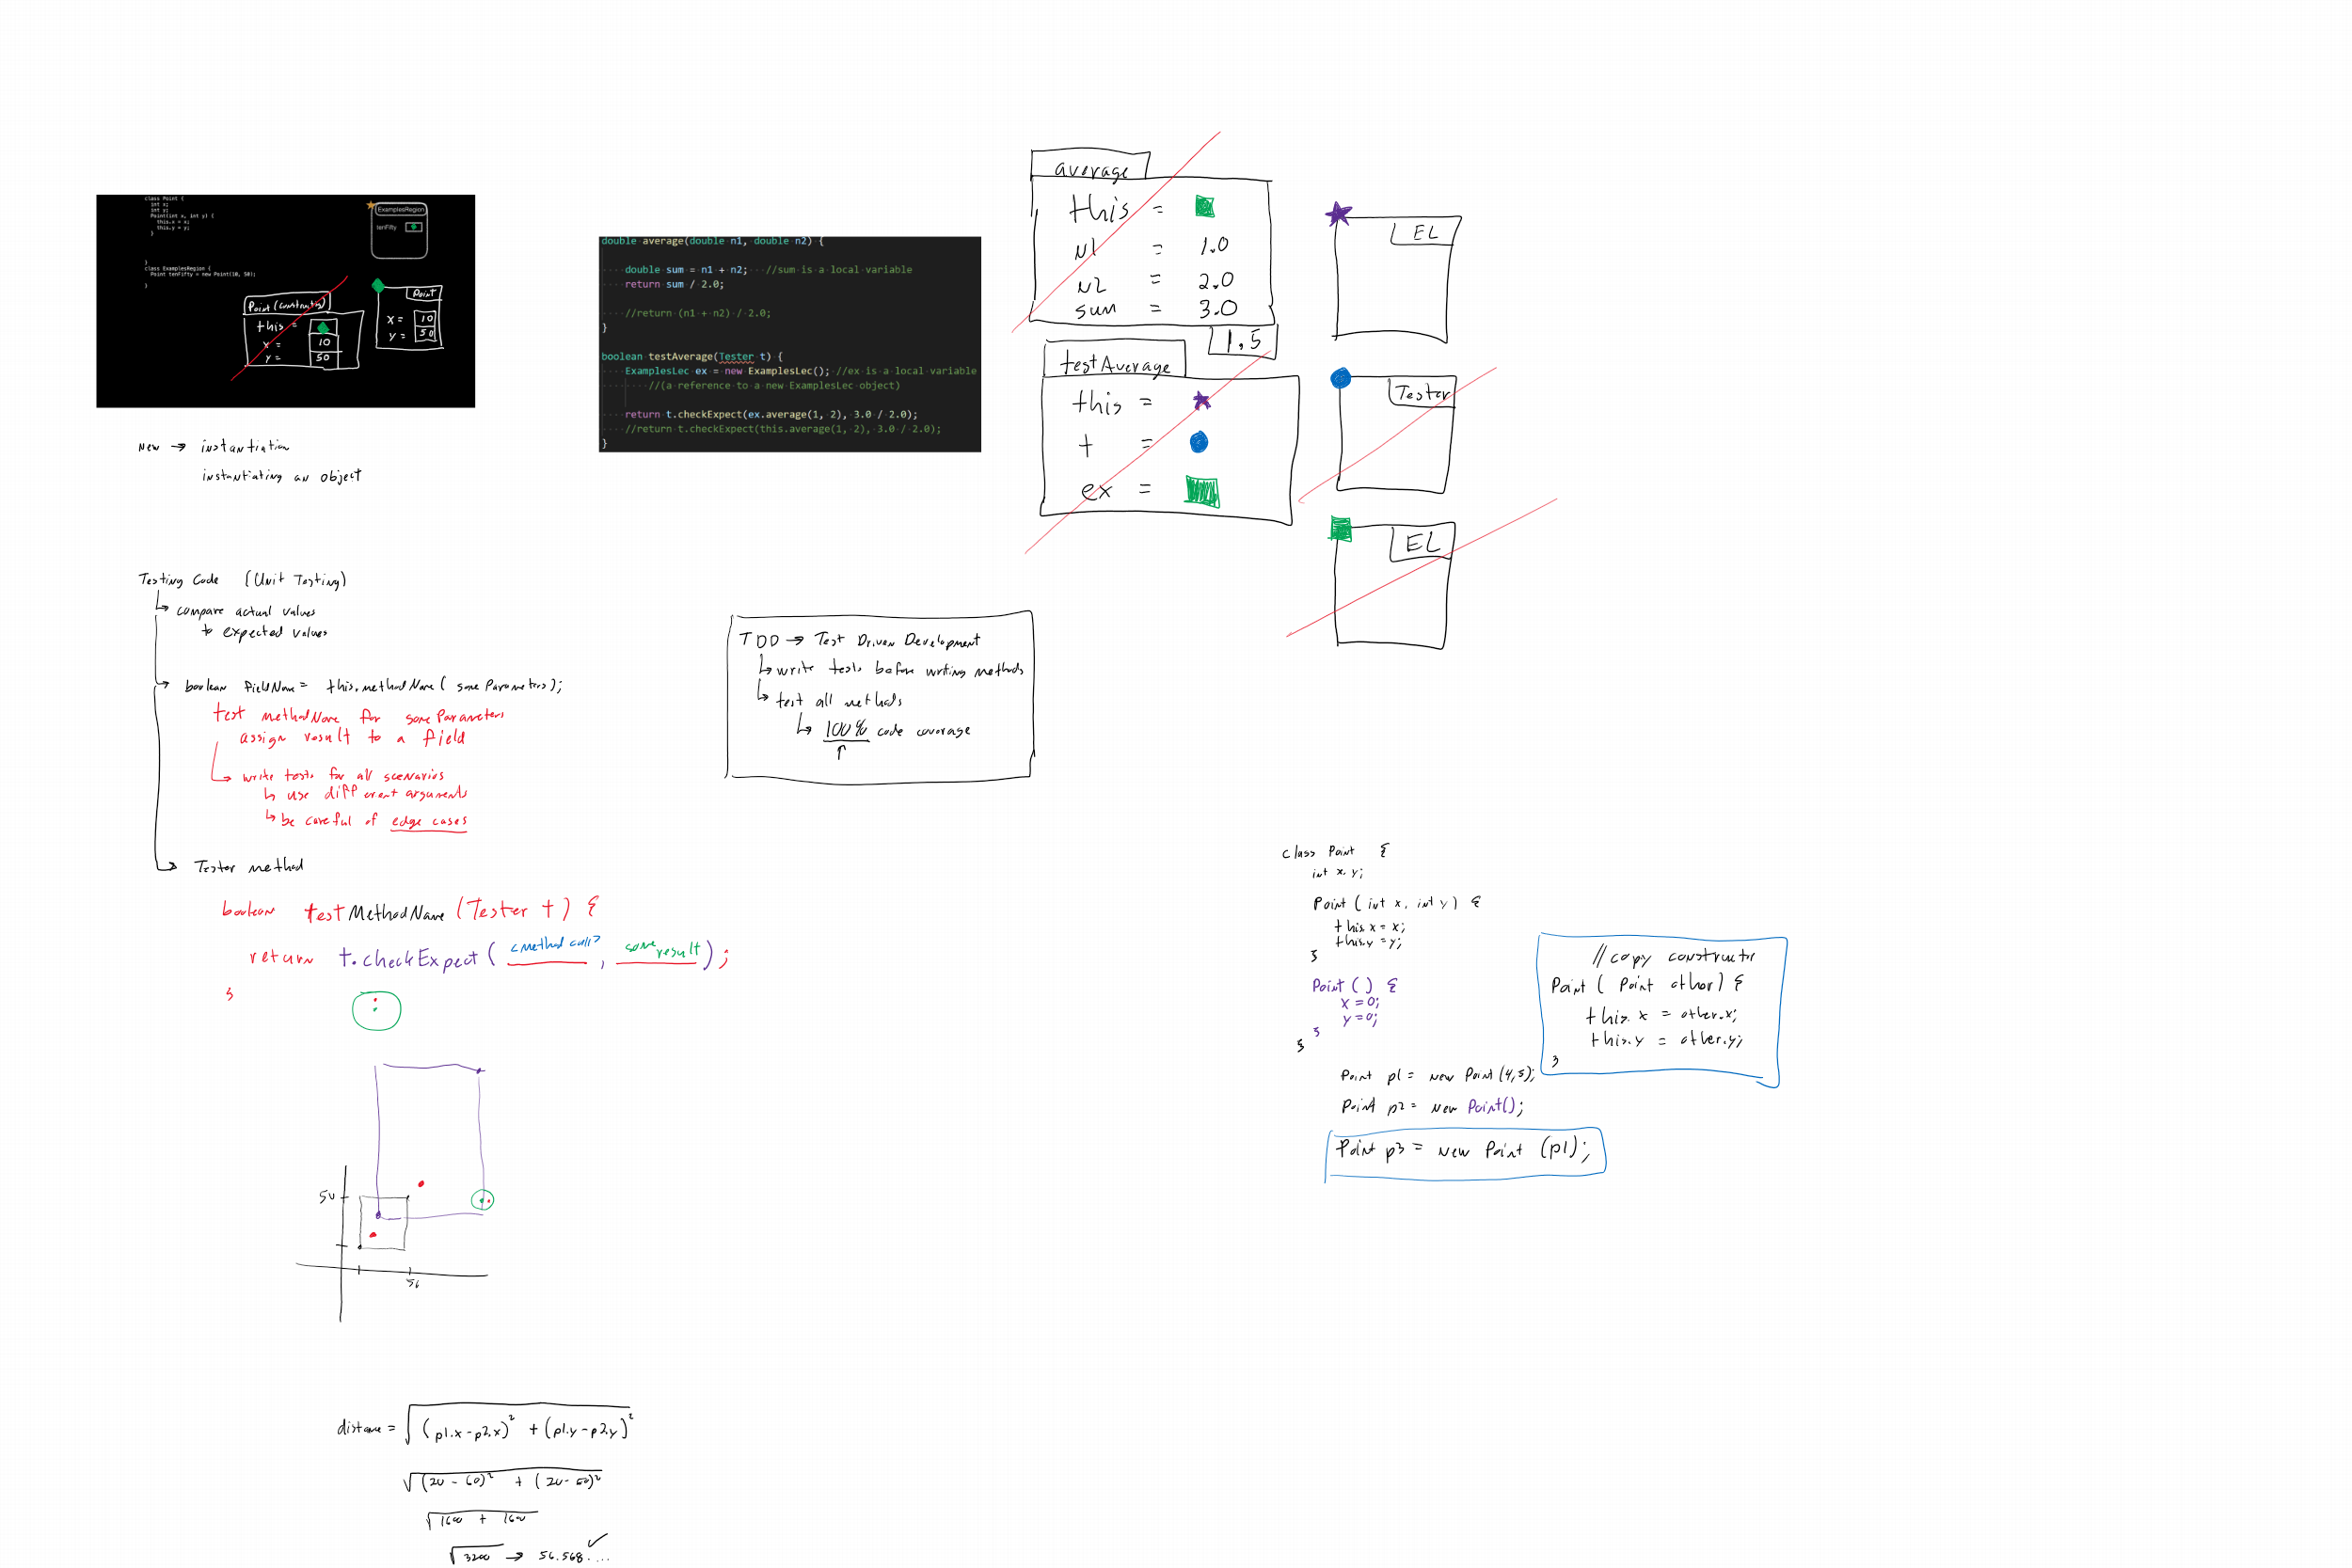 class Point {
int x;
int y;
Point(int x, int y) {
this.x = x;
this.y = y;
}
}
class ExamplesRegion {
Point tenFifty = new Point(10, 50);
}
ExamplesRegion
tenFifty
Point (constructor)
this =
x = 10
y = 50
Point
x = 10
y = 50
New → instantiation
instantiating an object
Testing Code (Unit Testing)
↳ compare actual values
to expected values
boolean fieldName = this.methodName( someParameters );
test methodName for someParameters
assign result to a field
↳ write tests for all scenarios
↳ use different arguments
↳ be careful of edge cases
Tester method
boolean testMethodName (Tester t) {
return t.checkExpect( <method call> , some result );
}
50
50
distance = √(p1.x - p2.x)² + (p1.y - p2.y)²
√(20 - 60)² + (20 - 60)²
√1600 + 1600
√3200 → 56.568.... ✓
double average(double n1, double n2) {
double sum = n1 + n2; //sum is a local variable
return sum / 2.0;
//return (n1 + n2) / 2.0;
}
boolean testAverage(Tester t) {
ExamplesLec ex = new ExamplesLec(); //ex is a local variable
//(a reference to a new ExamplesLec object)
return t.checkExpect(ex.average(1, 2), 3.0 / 2.0);
//return t.checkExpect(this.average(1, 2), 3.0 / 2.0);
}
TDD → Test Driven Development
↳ write tests before writing methods
↳ test all methods
↳ 100% code coverage
↑
average
this =
n1 = 1.0
n2 = 2.0
sum = 3.0
1.5
testAverage
this =
t =
ex =
EL
Tester
EL
class Point {
int x, y;
Point ( int x, int y) {
this.x = x;
this.y = y;
}
Point ( ) {
x = 0;
y = 0;
}
}
// copy constructor
Point ( Point other) {
this.x = other.x;
this.y = other.y;
}
Point p1 = new Point(4,5);
Point p2 = new Point();
Point p3 = new Point (p1);